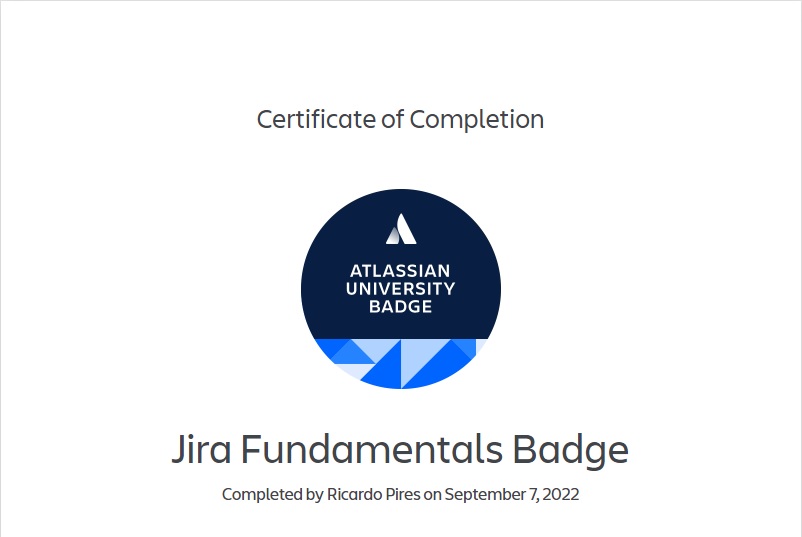 Certificate of Completion
ATLASSIAN
UNIVERSITY
BADGE
Jira Fundamentals Badge
Completed by Ricardo Pires on September 7, 2022